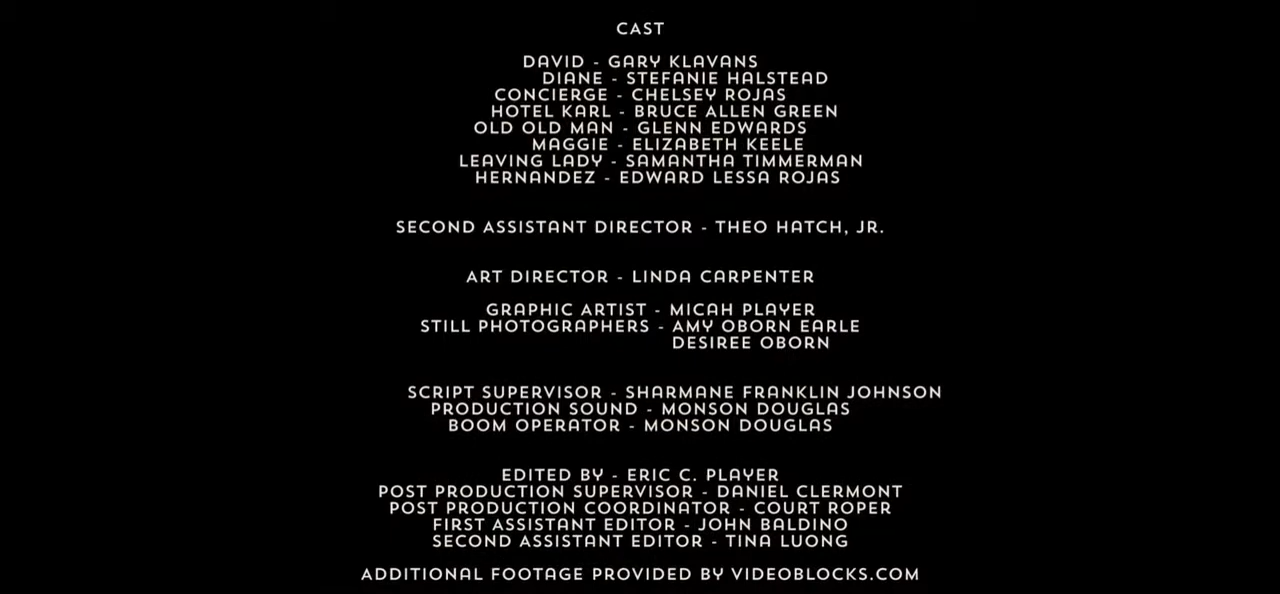 CAST
DAVID - GARY KLAVANS
DIANE - STEFANIE HALSTEAD
CONCIERGE - CHELSEY ROJAS
HOTEL KARL - BRUCE ALLEN GREEN
OLD OLD MAN - GLENN EDWARDS
MAGGIE - ELIZABETH KEELE
LEAVING LADY - SAMANTHA TIMMERMAN
HERNANDEZ - EDWARD LESSA ROJAS
SECOND ASSISTANT DIRECTOR - THEO HATCH, JR.
ART DIRECTOR - LINDA CARPENTER
GRAPHIC ARTIST - MICAH PLAYER
STILL PHOTOGRAPHERS - AMY OBORN EARLE
DESIREE OBORN
SCRIPT SUPERVISOR - SHARMANE FRANKLIN JOHNSON
PRODUCTION SOUND - MONSON DOUGLAS
BOOM OPERATOR - MONSON DOUGLAS
EDITED BY - ERIC C. PLAYER
POST PRODUCTION SUPERVISOR - DANIEL CLERMONT
POST PRODUCTION COORDINATOR - COURT ROPER
FIRST ASSISTANT EDITOR - JOHN BALDINO
SECOND ASSISTANT EDITOR - TINA LUONG
ADDITIONAL FOOTAGE PROVIDED BY VIDEOBLOCKS.COM